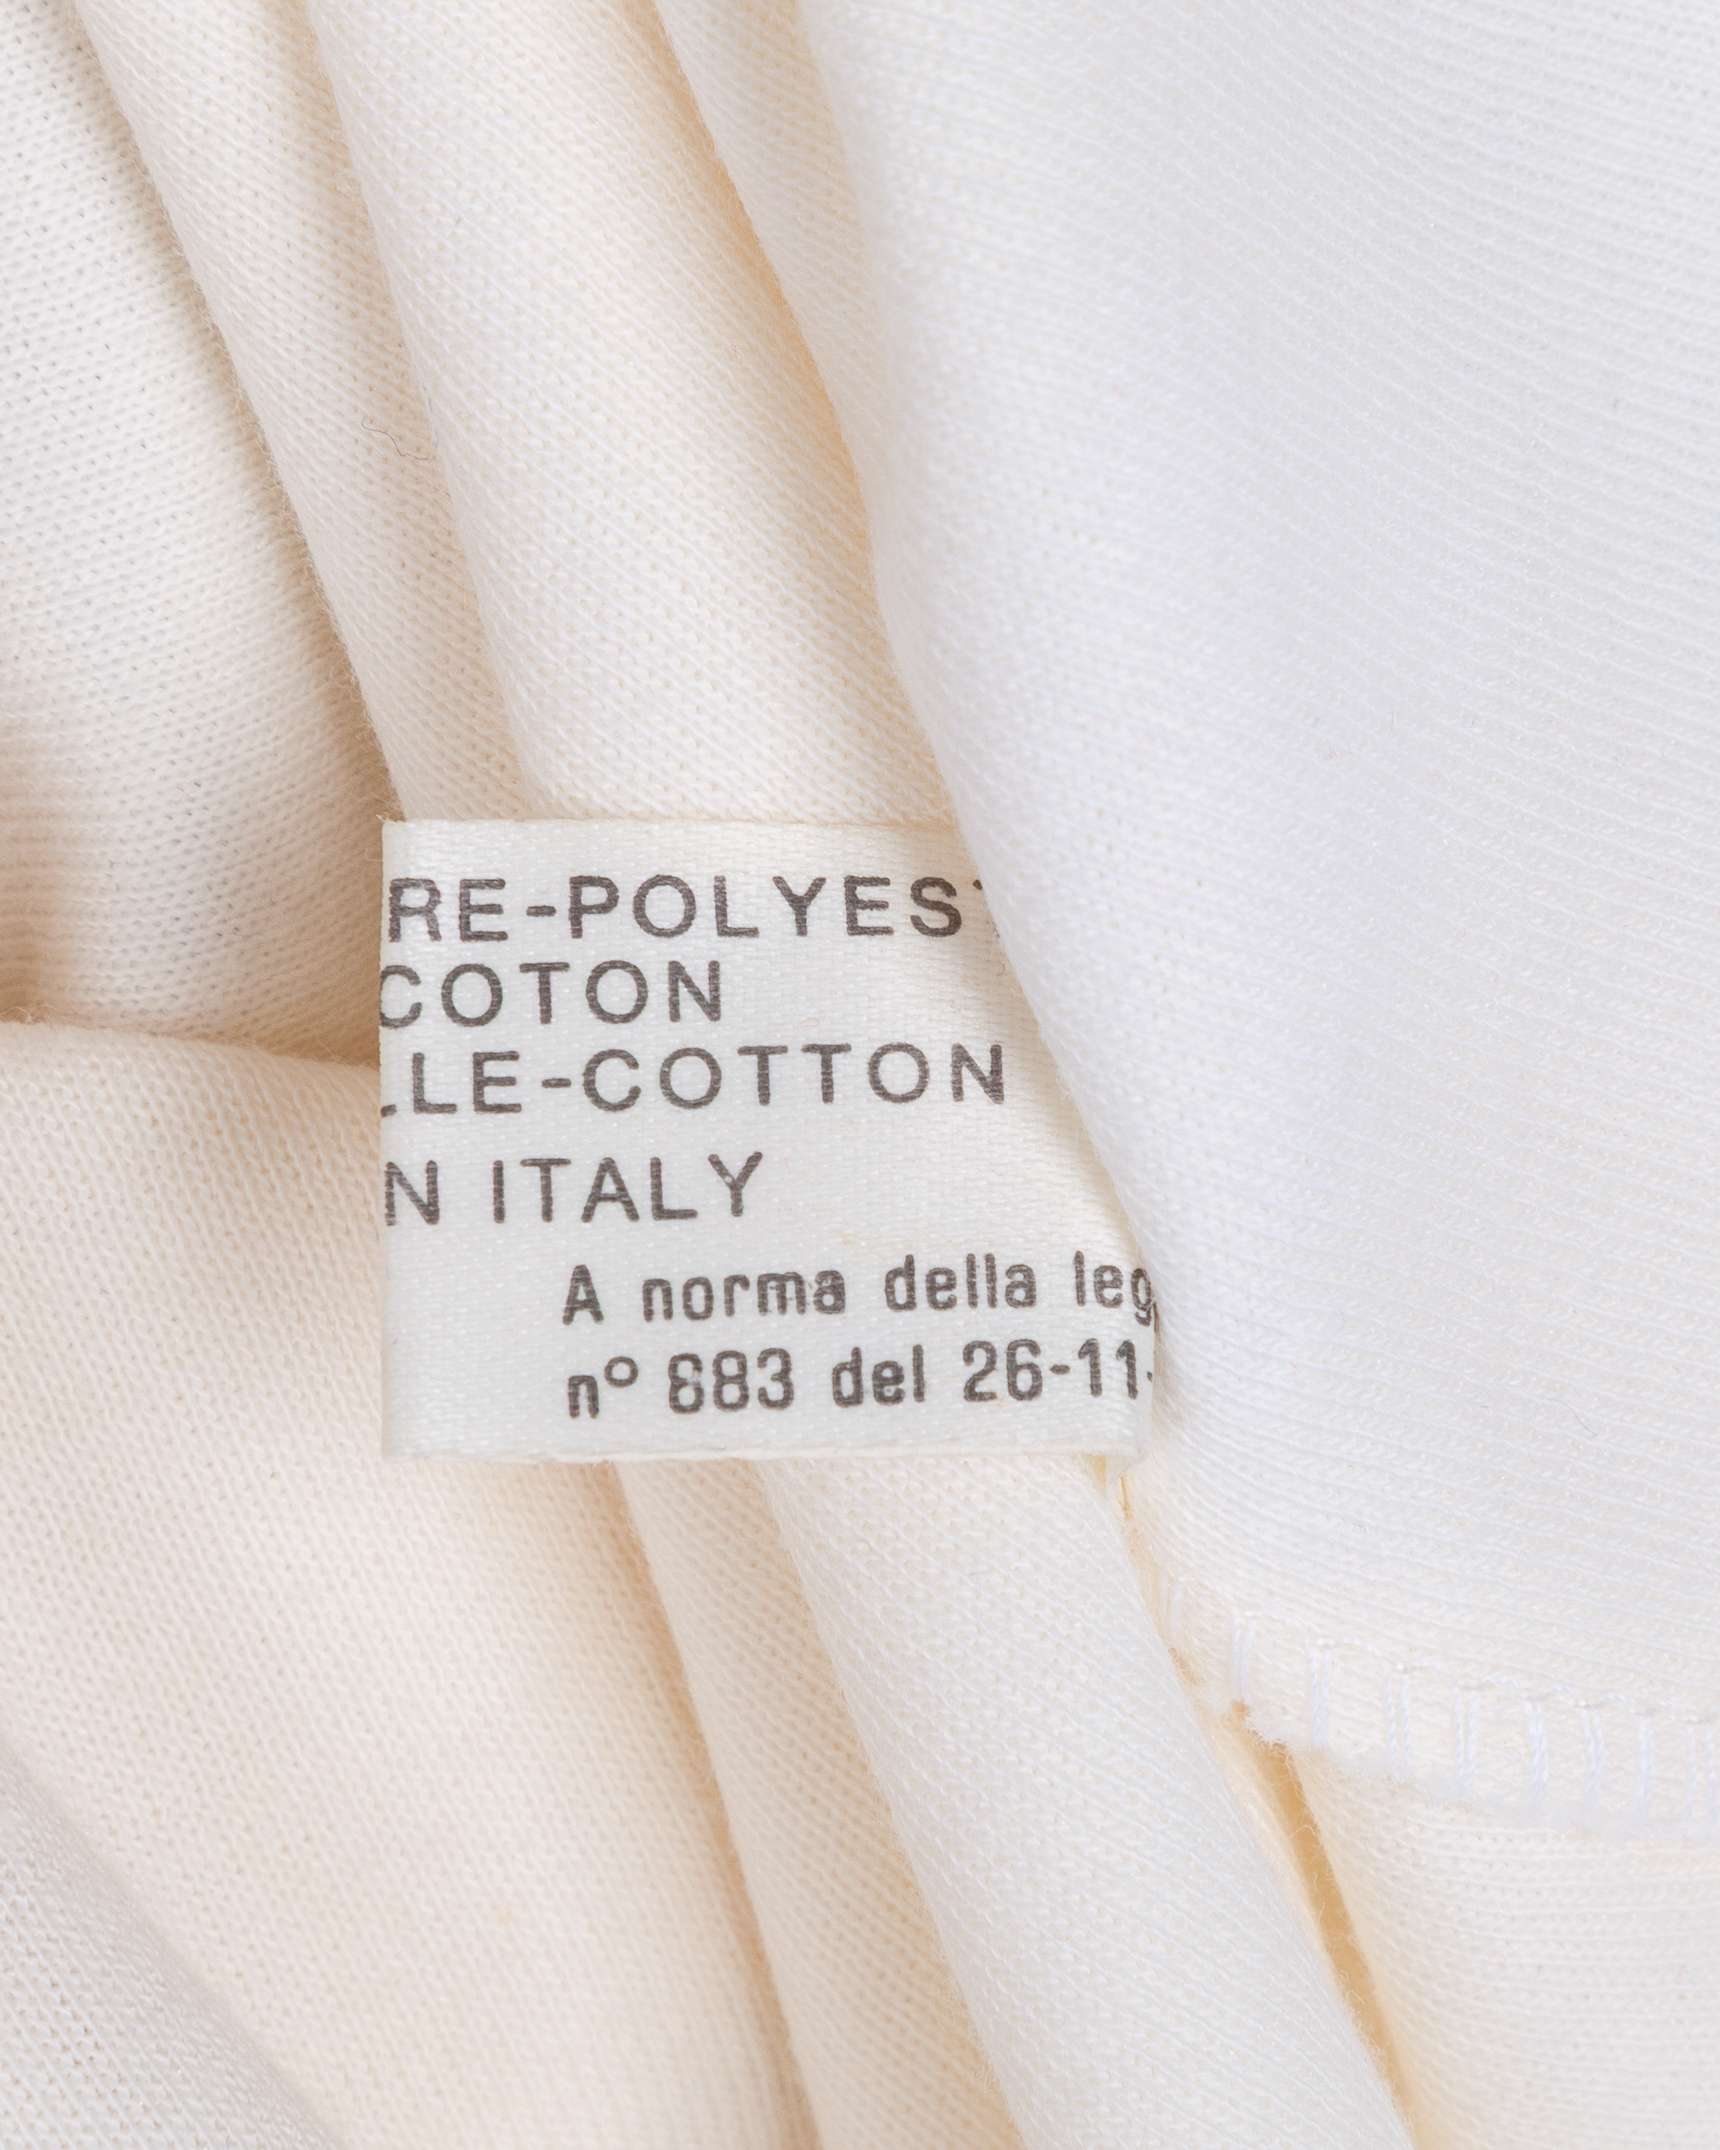 RE-POLYEST
COTON
LLE-COTTON
N ITALY
A norma della leg
n° 883 del 26-11-